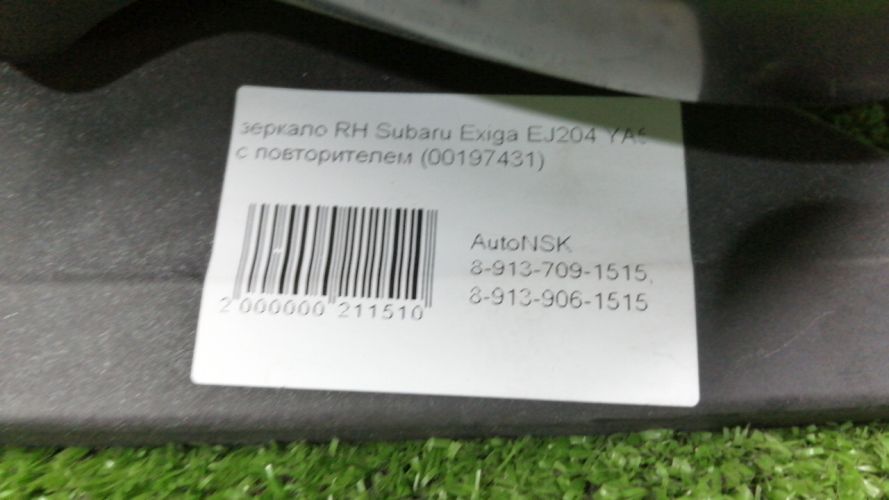 зеркало RH Subaru Exiga EJ204
с повторителем (00197431)
AutoNSK
8-913-709-1515,
8-913-906-1515
2 000000 211510